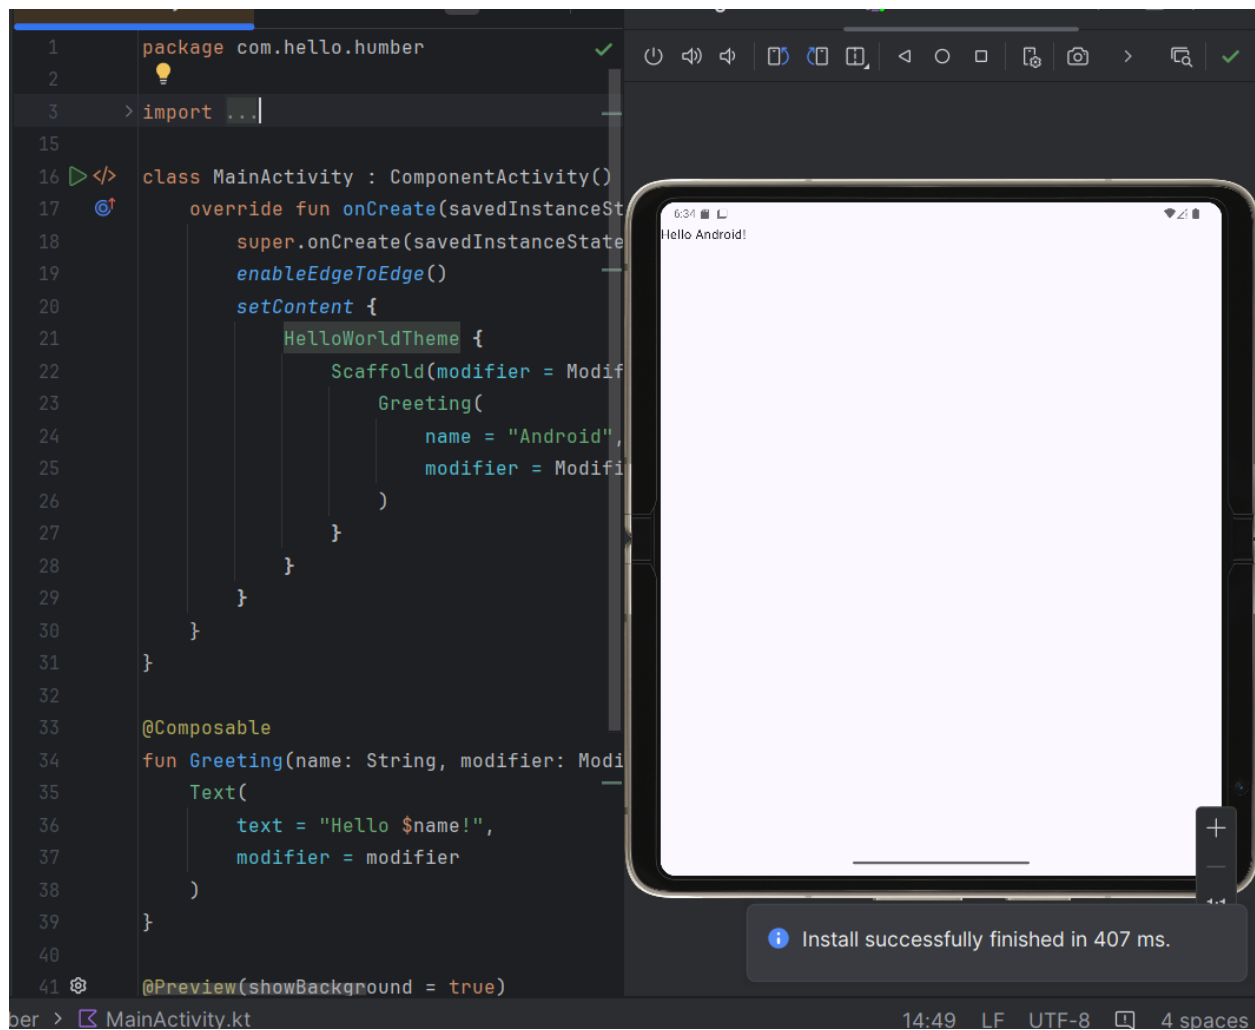 1 package com.hello.humber
2
3 import ...
15
16 class MainActivity : ComponentActivity()
17 override fun onCreate(savedInstanceSt
18 super.onCreate(savedInstanceState
19 enableEdgeToEdge()
20 setContent {
21 HelloWorldTheme {
22 Scaffold(modifier = Modif
23 Greeting(
24 name = "Android",
25 modifier = Modifi
26 )
27 }
28 }
29 }
30 }
31 }
32
33 @Composable
34 fun Greeting(name: String, modifier: Modi
35 Text(
36 text = "Hello $name!",
37 modifier = modifier
38 )
39 }
40
41 @Preview(showBackground = true)
ber > MainActivity.kt
6:34
Hello Android!
1:1
Install successfully finished in 407 ms.
14:49 LF UTF-8 4 spaces